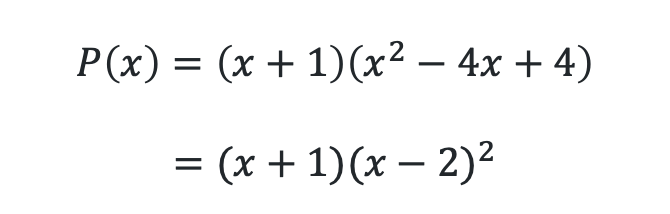 P(x) = (x + 1)(x² − 4x + 4)
= (x + 1)(x − 2)²